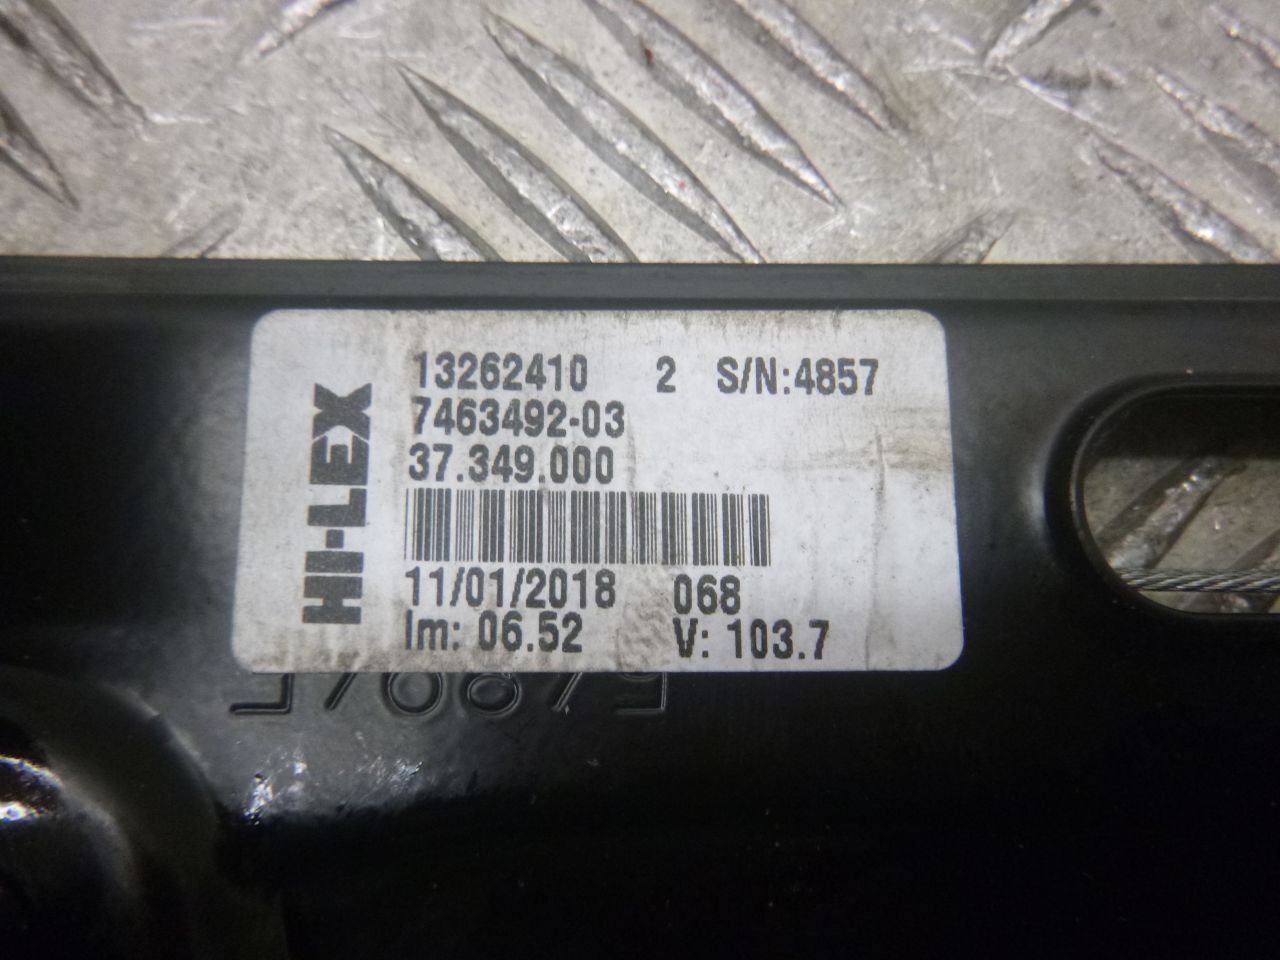 HI-LEX
13262410 2 S/N:4857
7463492-03
37.349.000
11/01/2018 068
Im: 06.52 V: 103.7